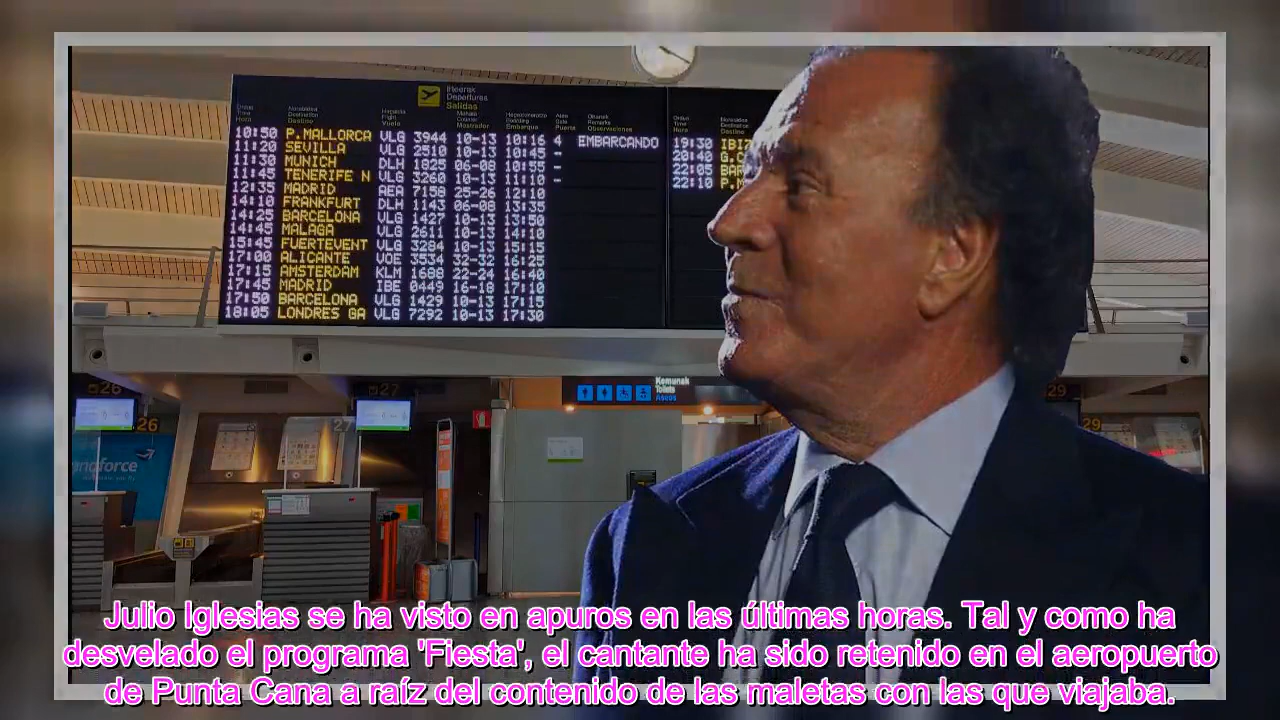 Irteerak
Departures
Salidas
10:50 P.MALLORCA VLG 3944 10-13 10:16 4 EMBARCANDO
11:20 SEVILLA VLG 2510 10-13 10:45 -
11:30 MUNICH DLH 1825 06-08 10:55 -
11:45 TENERIFE N VLG 3260 10-13 11:10 -
12:35 MADRID AEA 7158 25-26 12:10
14:10 FRANKFURT DLH 1143 06-08 13:35
14:25 BARCELONA VLG 1427 10-13 13:50
14:45 MALAGA VLG 2611 10-13 14:10
15:45 FUERTEVENT VLG 3284 10-13 15:15
17:00 ALICANTE VOE 3534 32-32 16:25
17:15 AMSTERDAM KLM 1688 22-24 16:40
17:45 MADRID IBE 0449 16-18 17:10
17:50 BARCELONA VLG 1429 10-13 17:15
18:05 LONDRES GA VLG 7292 10-13 17:30
19:30 IBIZ
20:40 G.C
22:05 BAR
22:10 P.M
Komunak
Toilets
Aseos
26
27
29
26
27
29
Julio Iglesias se ha visto en apuros en las últimas horas. Tal y como ha
desvelado el programa 'Fiesta', el cantante ha sido retenido en el aeropuerto
de Punta Cana a raíz del contenido de las maletas con las que viajaba.